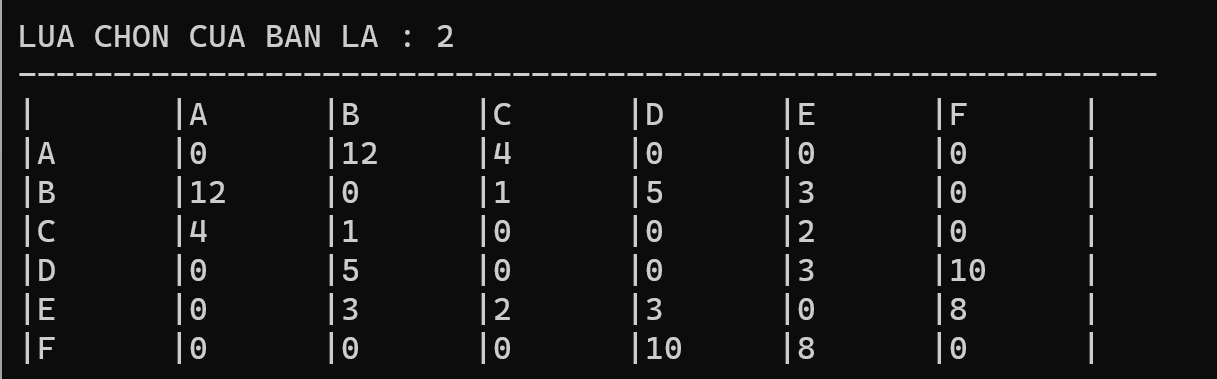 LUA CHON CUA BAN LA : 2
------------------------------------------------------------
|       |A      |B      |C      |D      |E      |F      |
|A      |0      |12     |4      |0      |0      |0      |
|B      |12     |0      |1      |5      |3      |0      |
|C      |4      |1      |0      |0      |2      |0      |
|D      |0      |5      |0      |0      |3      |10     |
|E      |0      |3      |2      |3      |0      |8      |
|F      |0      |0      |0      |10     |8      |0      |